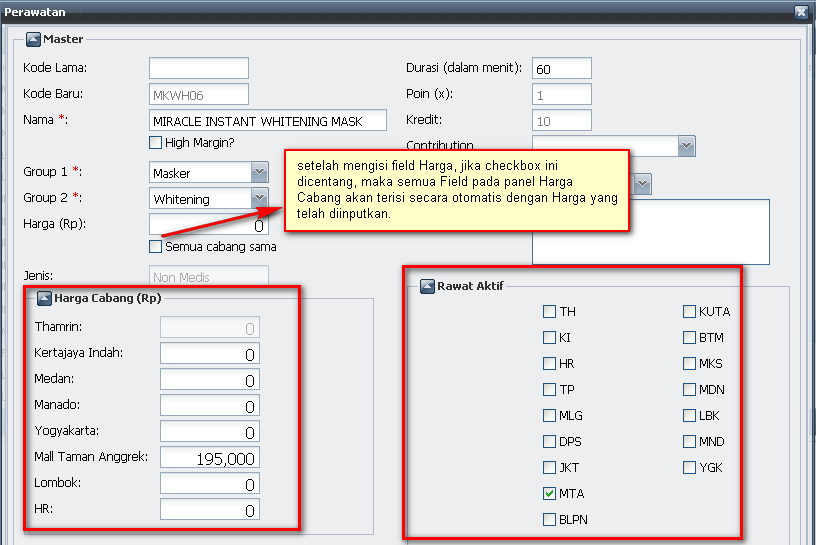 Perawatan
Master
Kode Lama:
Durasi (dalam menit): 60
Kode Baru: MKWH06
Poin (x): 1
Nama *: MIRACLE INSTANT WHITENING MASK
Kredit: 10
High Margin?
Contribution
Group 1 *: Masker
Group 2 *: Whitening
Harga (Rp): 0
Semua cabang sama
setelah mengisi field Harga, jika checkbox ini
dicentang, maka semua Field pada panel Harga
Cabang akan terisi secara otomatis dengan Harga yang
telah diinputkan.
Jenis: Non Medis
Harga Cabang (Rp)
Thamrin: 0
Kertajaya Indah: 0
Medan: 0
Manado: 0
Yogyakarta: 0
Mall Taman Anggrek: 195,000
Lombok: 0
HR: 0
Rawat Aktif
TH KUTA
KI BTM
HR MKS
TP MDN
MLG LBK
DPS MND
JKT YGK
MTA
BLPN